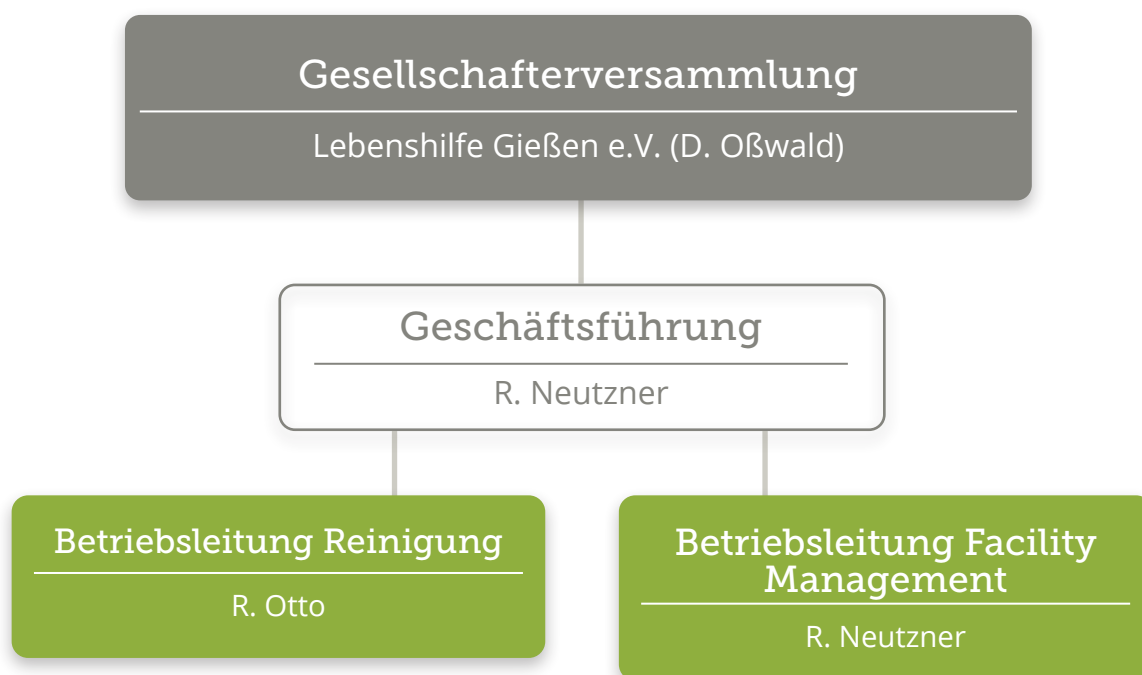 Gesellschafterversammlung
Lebenshilfe Gießen e.V. (D. Oßwald)
Geschäftsführung
R. Neutzner
Betriebsleitung Reinigung
R. Otto
Betriebsleitung Facility
Management
R. Neutzner